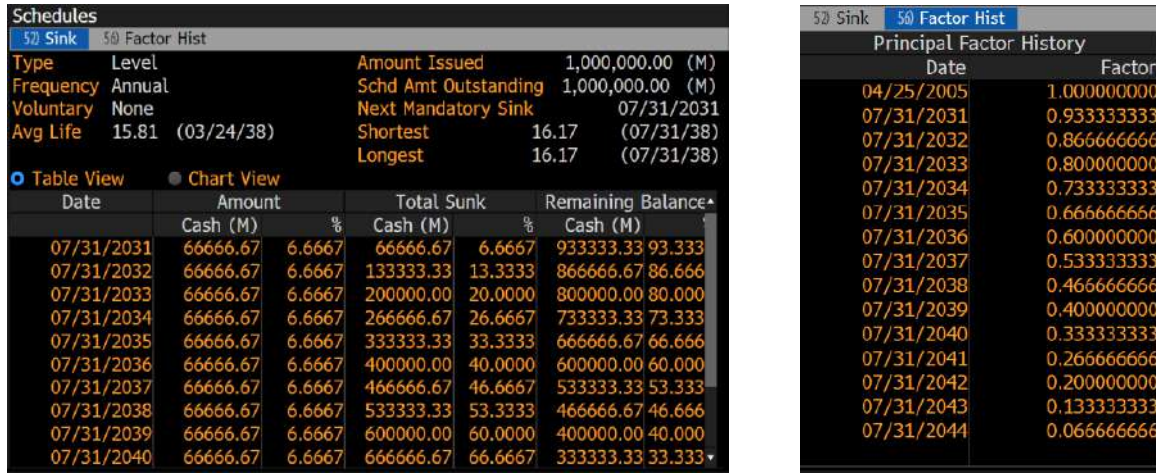 Schedules
52) Sink 56) Factor Hist
Type Level Amount Issued 1,000,000.00 (M)
Frequency Annual Schd Amt Outstanding 1,000,000.00 (M)
Voluntary None Next Mandatory Sink 07/31/2031
Avg Life 15.81 (03/24/38) Shortest 16.17 (07/31/38)
Longest 16.17 (07/31/38)
Table View Chart View
Date Amount Total Sunk Remaining Balance
Cash (M) % Cash (M) % Cash (M)
07/31/2031 66666.67 6.6667 66666.67 6.6667 933333.33 93.333
07/31/2032 66666.67 6.6667 133333.33 13.3333 866666.67 86.666
07/31/2033 66666.67 6.6667 200000.00 20.0000 800000.00 80.000
07/31/2034 66666.67 6.6667 266666.67 26.6667 733333.33 73.333
07/31/2035 66666.67 6.6667 333333.33 33.3333 666666.67 66.666
07/31/2036 66666.67 6.6667 400000.00 40.0000 600000.00 60.000
07/31/2037 66666.67 6.6667 466666.67 46.6667 533333.33 53.333
07/31/2038 66666.67 6.6667 533333.33 53.3333 466666.67 46.666
07/31/2039 66666.67 6.6667 600000.00 60.0000 400000.00 40.000
07/31/2040 66666.67 6.6667 666666.67 66.6667 333333.33 33.333
52) Sink 56) Factor Hist
Principal Factor History
Date Factor
04/25/2005 1.000000000
07/31/2031 0.933333333
07/31/2032 0.866666666
07/31/2033 0.800000000
07/31/2034 0.733333333
07/31/2035 0.666666666
07/31/2036 0.600000000
07/31/2037 0.533333333
07/31/2038 0.466666666
07/31/2039 0.400000000
07/31/2040 0.333333333
07/31/2041 0.266666666
07/31/2042 0.200000000
07/31/2043 0.133333333
07/31/2044 0.066666666